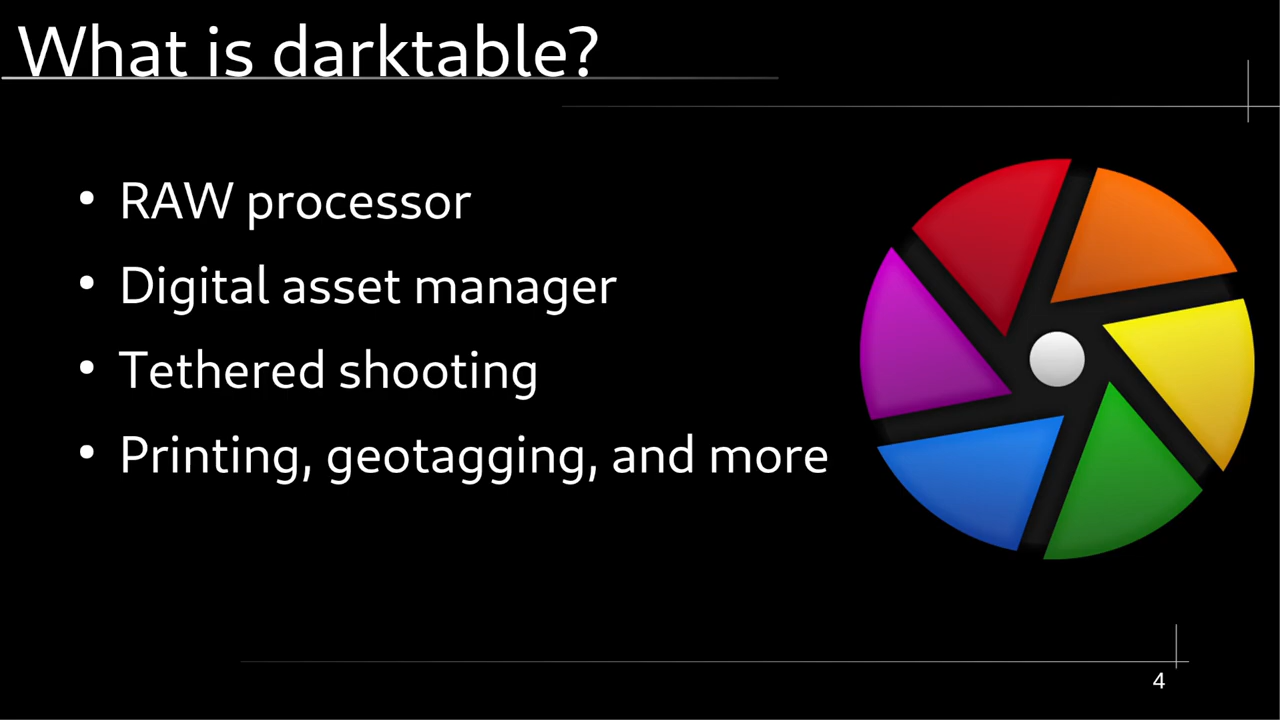 What is darktable?
• RAW processor
• Digital asset manager
• Tethered shooting
• Printing, geotagging, and more
4